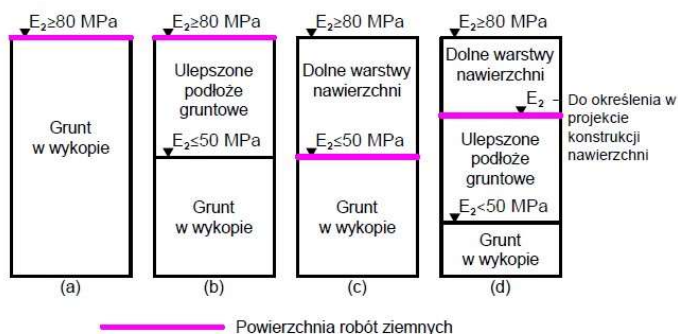 E₂≥80 MPa
Grunt
w wykopie
(a)
E₂≥80 MPa
Ulepszone
podłoże
gruntowe
E₂≤50 MPa
Grunt
w wykopie
(b)
E₂≥80 MPa
Dolne warstwy
nawierzchni
E₂≤50 MPa
Grunt
w wykopie
(c)
E₂≥80 MPa
Dolne warstwy
nawierzchni
E₂ – Do określenia w
projekcie
konstrukcji
nawierzchni
Ulepszone
podłoże
gruntowe
E₂<50 MPa
Grunt
w wykopie
(d)
Powierzchnia robót ziemnych